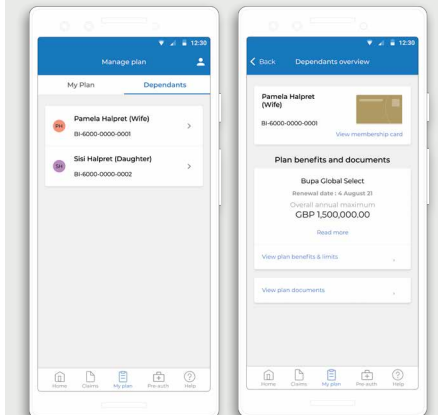 12:30
Manage plan
My Plan
Dependants
PH
Pamela Halpret (Wife)
BI-6000-0000-0001
SH
Sisi Halpret (Daughter)
BI-6000-0000-0002
Home
Claims
My plan
Pre-auth
Help
12:30
Back
Dependants overview
Pamela Halpret
(Wife)
BI-6000-0000-0001
View membership card
Plan benefits and documents
Bupa Global Select
Renewal date : 4 August 21
Overall annual maximum
GBP 1,500,000.00
Read more
View plan benefits & limits
View plan documents
Home
Claims
My plan
Pre-auth
Help